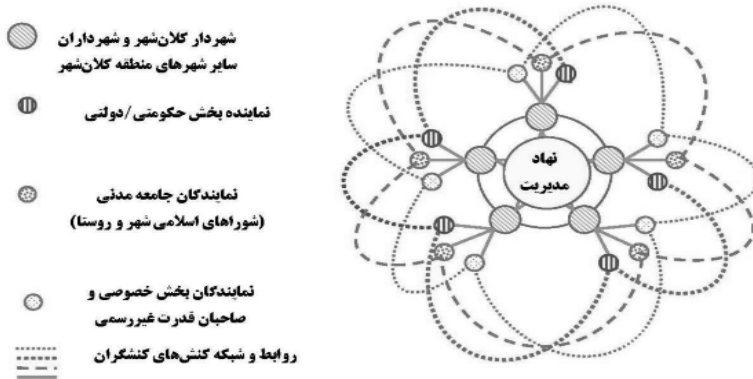 شهردار کلان‌شهر و شهرداران
سایر شهرهای منطقه کلان‌شهر
نماینده بخش حکومتی/دولتی
نمایندگان جامعه مدنی
(شوراهای اسلامی شهر و روستا)
نمایندگان بخش خصوصی و
صاحبان قدرت غیررسمی
روابط و شبکه کنش‌های کنشگران
نهاد
مدیریت